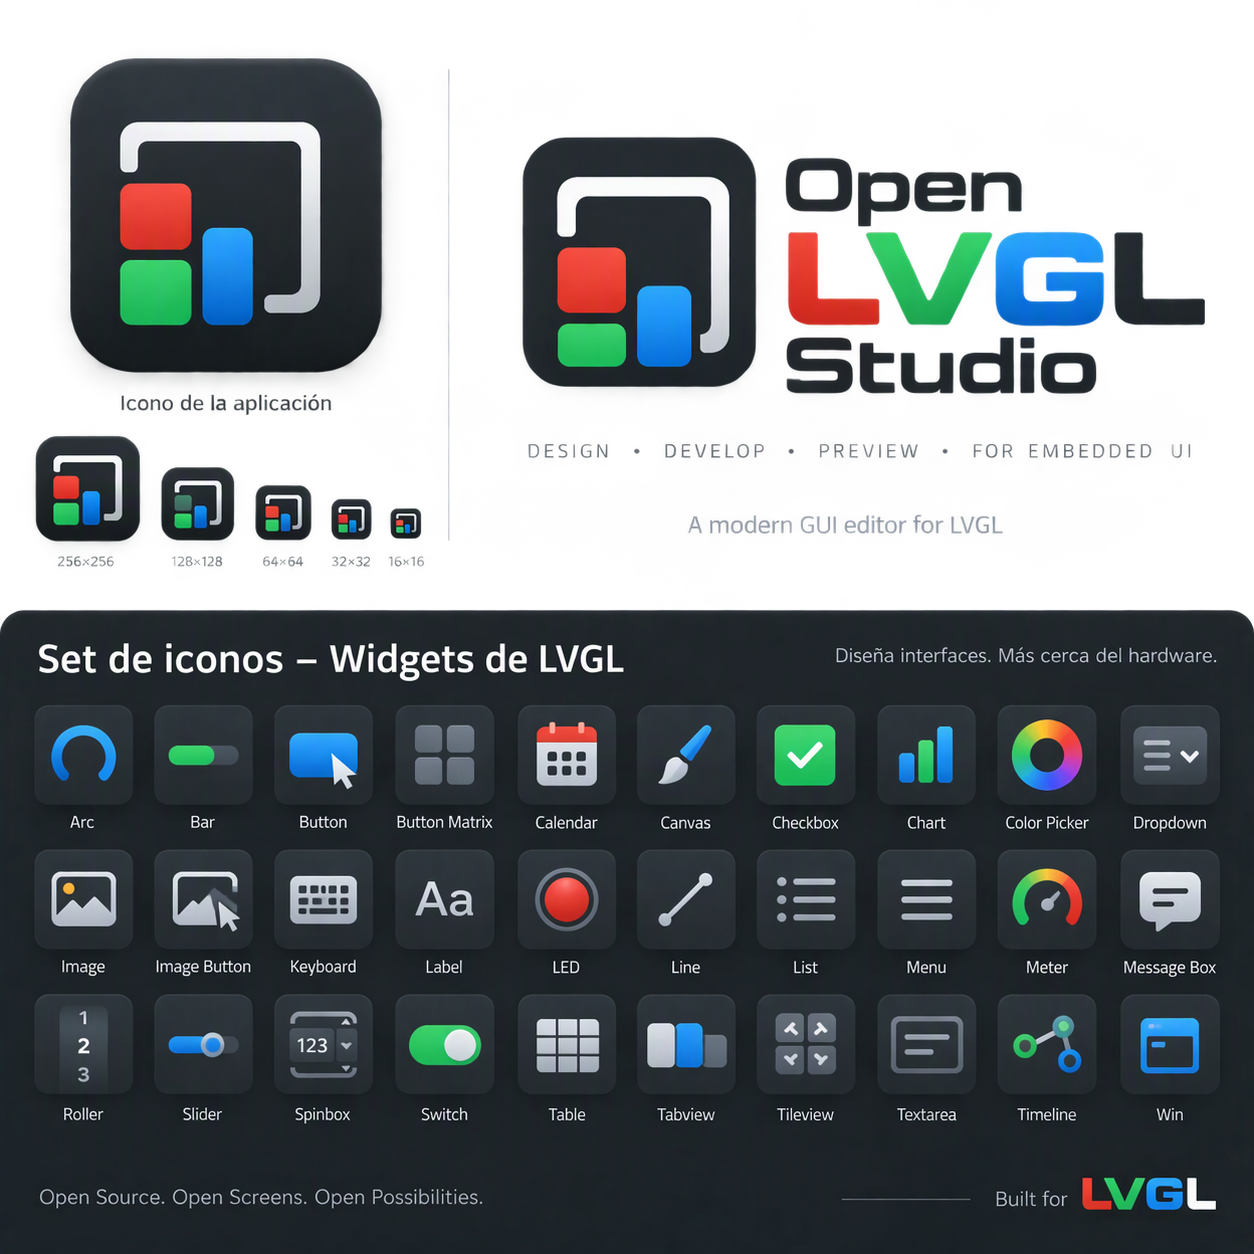 Icono de la aplicación
256×256 128×128 64×64 32×32 16×16
Open
LVGL
Studio
DESIGN • DEVELOP • PREVIEW • FOR EMBEDDED UI
A modern GUI editor for LVGL
Set de iconos – Widgets de LVGL
Diseña interfaces. Más cerca del hardware.
Arc Bar Button Button Matrix Calendar Canvas Checkbox Chart Color Picker Dropdown
Aa
Image Image Button Keyboard Label LED Line List Menu Meter Message Box
1
2
3
123
Roller Slider Spinbox Switch Table Tabview Tileview Textarea Timeline Win
Open Source. Open Screens. Open Possibilities.
Built for LVGL